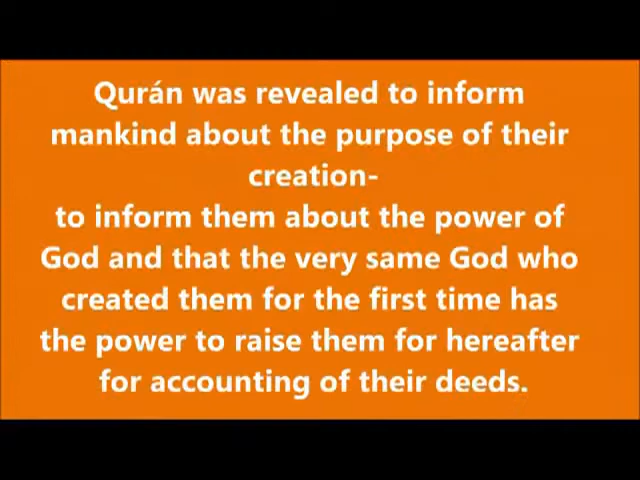 Qurán was revealed to inform
mankind about the purpose of their
creation-
to inform them about the power of
God and that the very same God who
created them for the first time has
the power to raise them for hereafter
for accounting of their deeds.